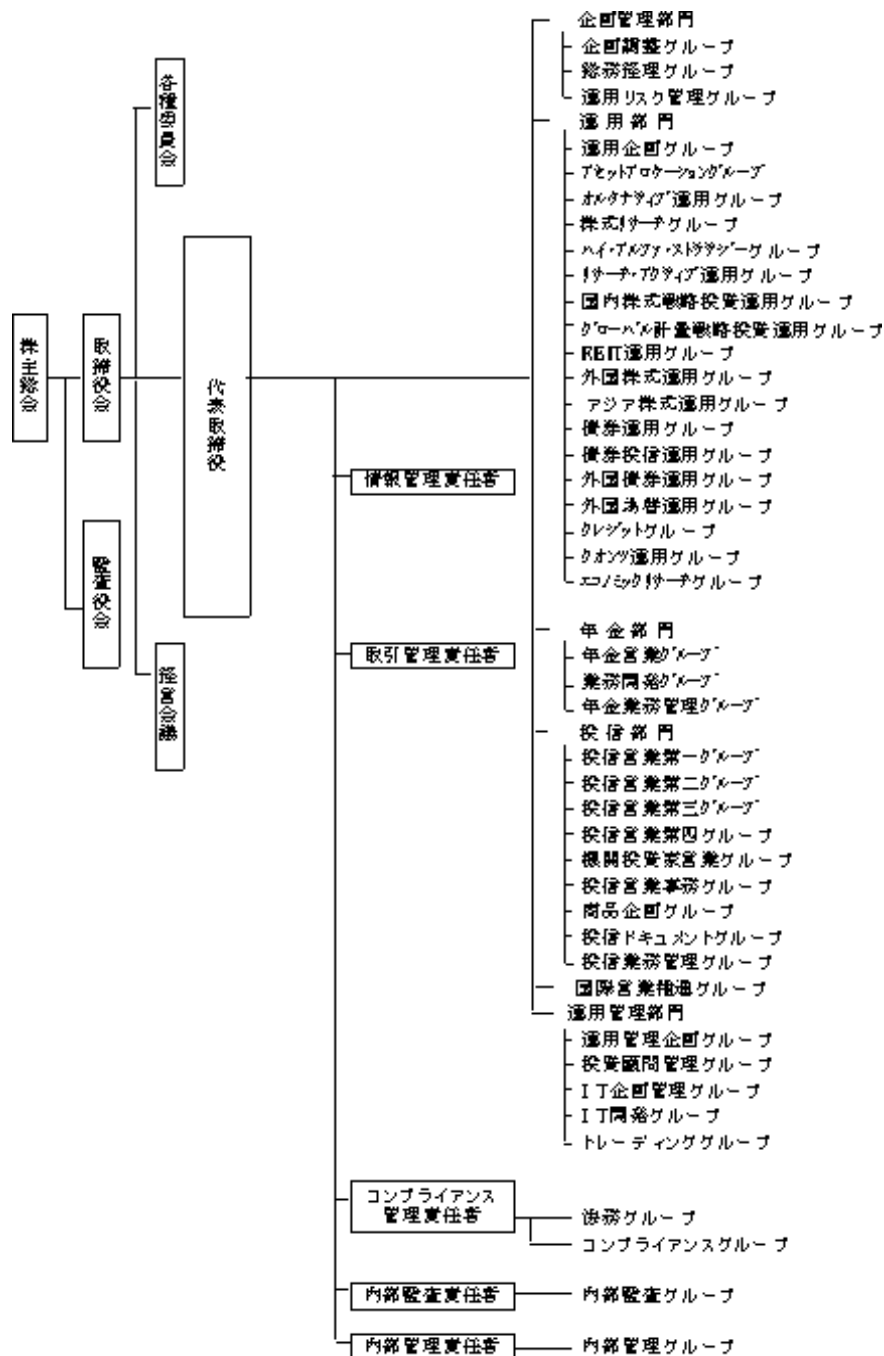 株主総会
取締役会
監査役会
各種委員会
経営会議
代表取締役
情報管理責任者
取引管理責任者
コンプライアンス
管理責任者
内部監査責任者
内部管理責任者
企画管理部門
企画調整グループ
総務経理グループ
運用リスク管理グループ
運用部門
運用企画グループ
アセットアロケーショングループ
オルタナティブ運用グループ
株式リサーチグループ
ハイ・アルファ・ストラテジーグループ
リサーチ・アクティブ運用グループ
国内株式戦略投資運用グループ
グローバル計量戦略投資運用グループ
REIT運用グループ
外国株式運用グループ
アジア株式運用グループ
債券運用グループ
債券投信運用グループ
外国債券運用グループ
外国為替運用グループ
クレジットグループ
クオンツ運用グループ
エコノミックリサーチグループ
年金部門
年金営業グループ
業務開発グループ
年金業務管理グループ
投信部門
投信営業第一グループ
投信営業第二グループ
投信営業第三グループ
投信営業第四グループ
機関投資家営業グループ
投信営業事務グループ
商品企画グループ
投信ドキュメントグループ
投信業務管理グループ
国際営業推進グループ
運用管理部門
運用管理企画グループ
投資顧問管理グループ
IT企画管理グループ
IT開発グループ
トレーディンググループ
法務グループ
コンプライアンスグループ
内部監査グループ
内部管理グループ